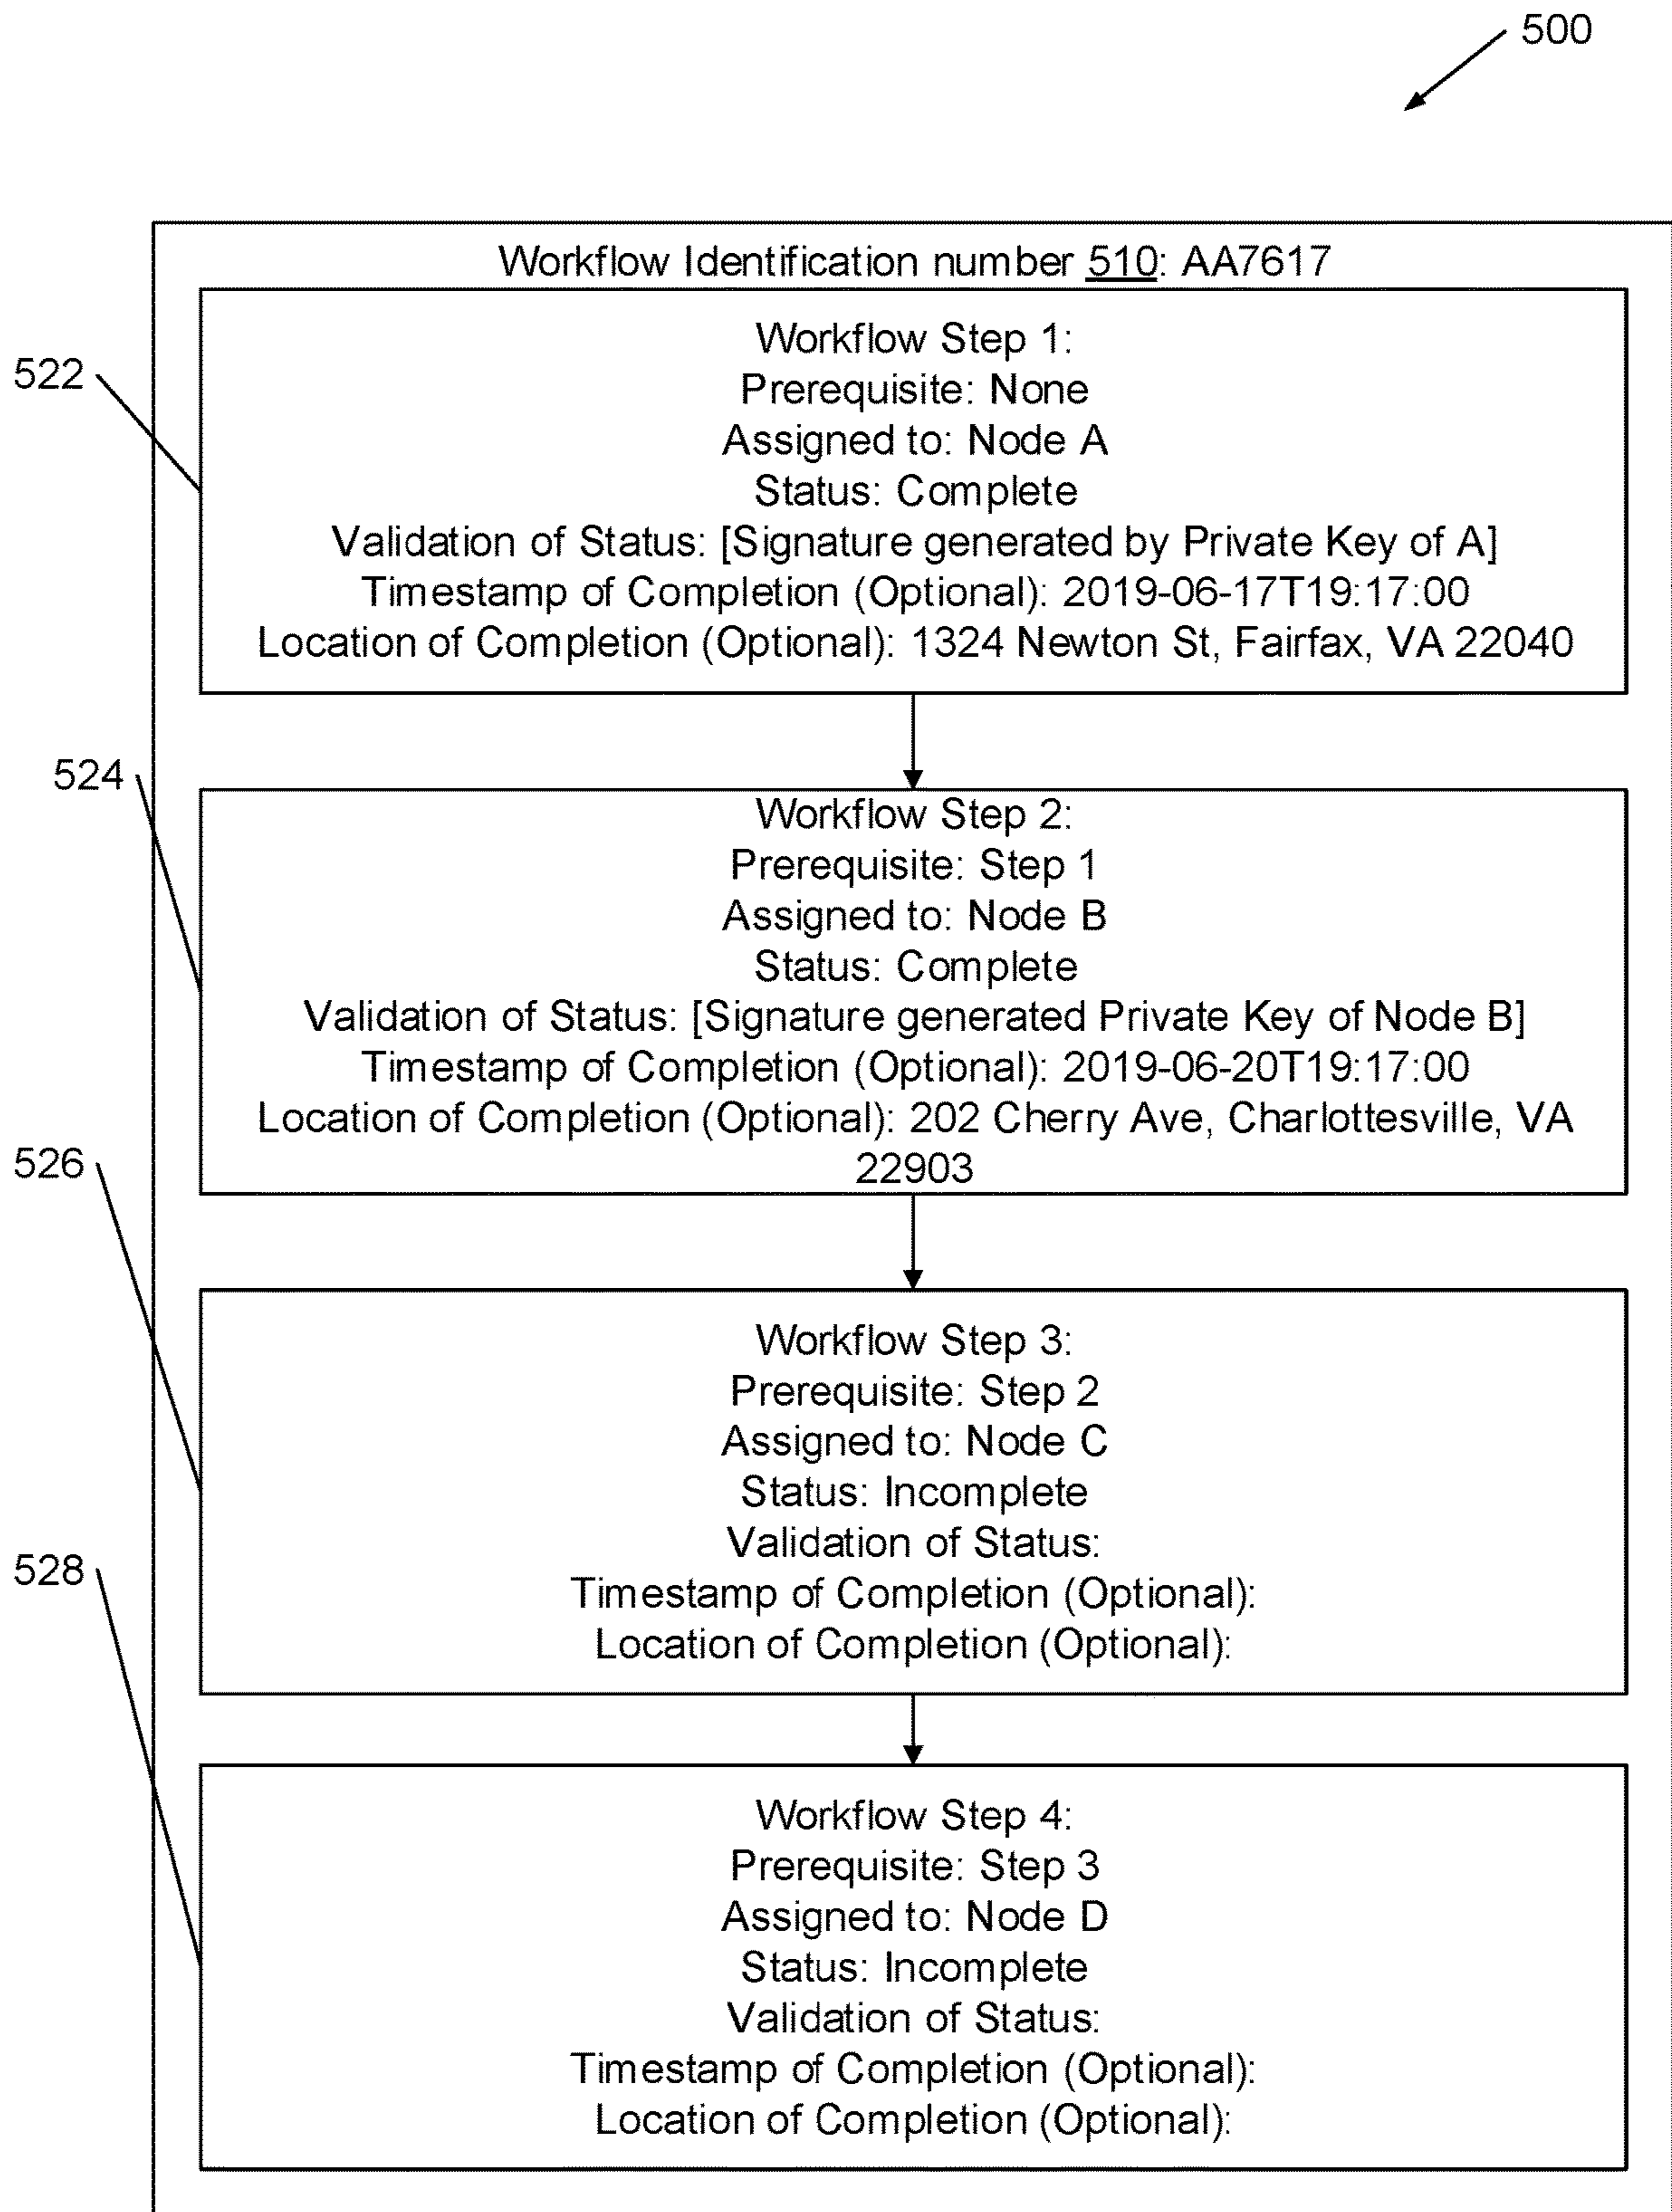 500
Workflow Identification number 510: AA7617
522
Workflow Step 1:
Prerequisite: None
Assigned to: Node A
Status: Complete
Validation of Status: [Signature generated by Private Key of A]
Timestamp of Completion (Optional): 2019-06-17T19:17:00
Location of Completion (Optional): 1324 Newton St, Fairfax, VA 22040
524
Workflow Step 2:
Prerequisite: Step 1
Assigned to: Node B
Status: Complete
Validation of Status: [Signature generated Private Key of Node B]
Timestamp of Completion (Optional): 2019-06-20T19:17:00
Location of Completion (Optional): 202 Cherry Ave, Charlottesville, VA
22903
526
Workflow Step 3:
Prerequisite: Step 2
Assigned to: Node C
Status: Incomplete
Validation of Status:
Timestamp of Completion (Optional):
Location of Completion (Optional):
528
Workflow Step 4:
Prerequisite: Step 3
Assigned to: Node D
Status: Incomplete
Validation of Status:
Timestamp of Completion (Optional):
Location of Completion (Optional):